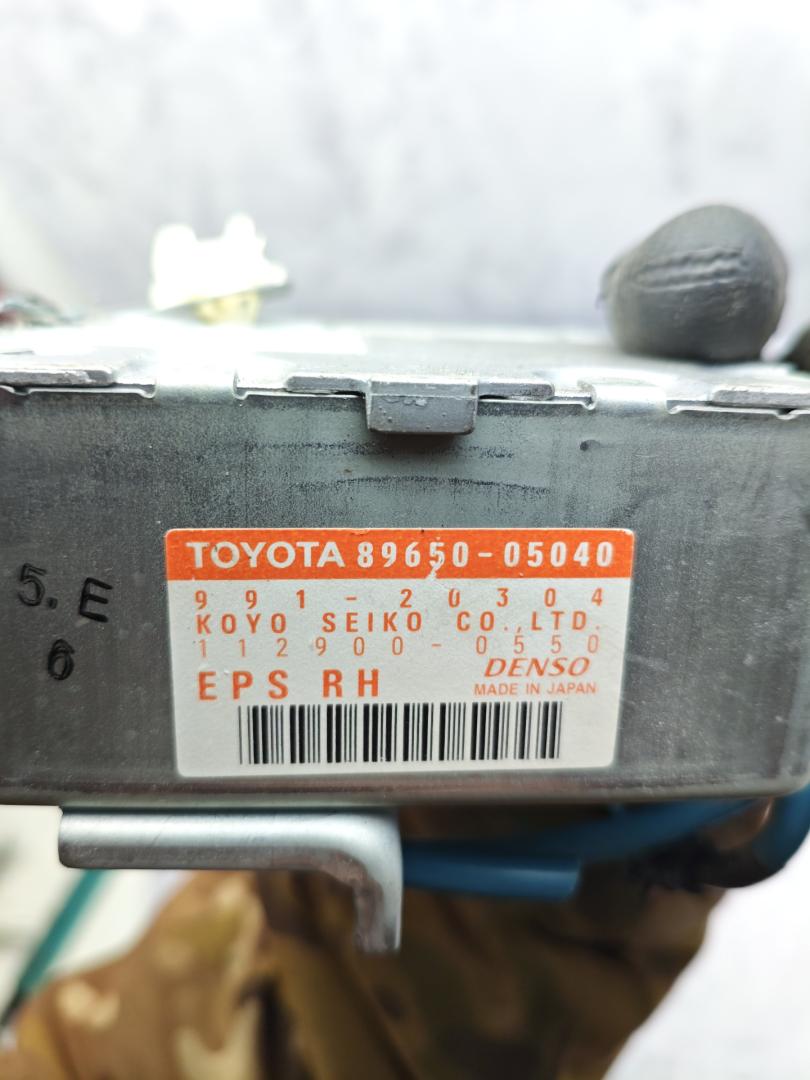 TOYOTA 89650-05040
991-20304
KOYO SEIKO CO.,LTD.
112900-0550
DENSO
EPS RH
MADE IN JAPAN
5. E
6